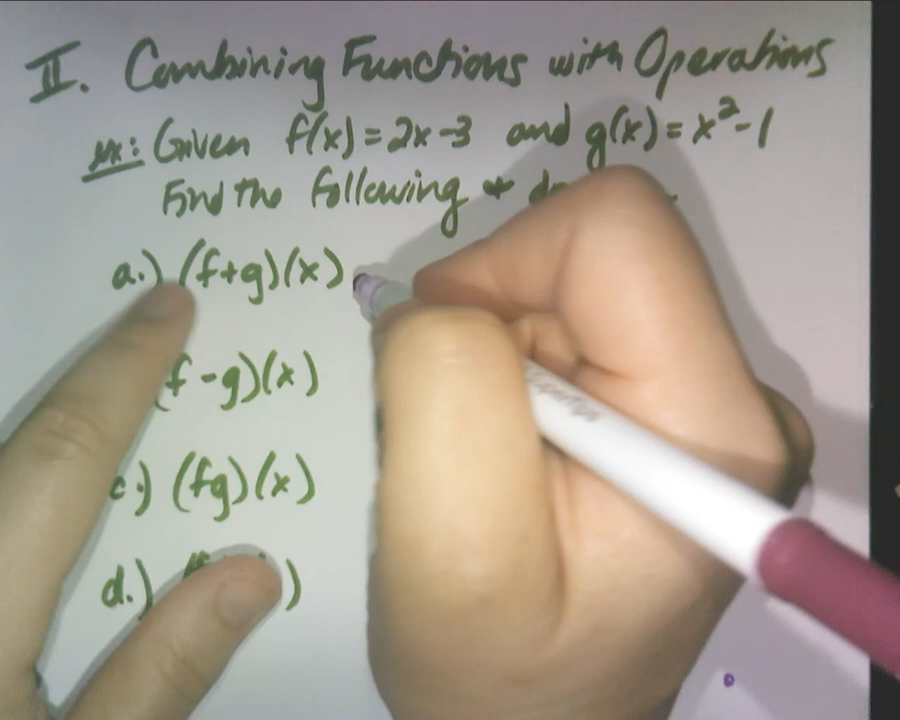 II. Combining Functions with Operations
ex: Given f(x)=2x-3 and g(x)=x²-1
Find the following +
a.) (f+g)(x)
f-g)(x)
c.) (fg)(x)
d.) )